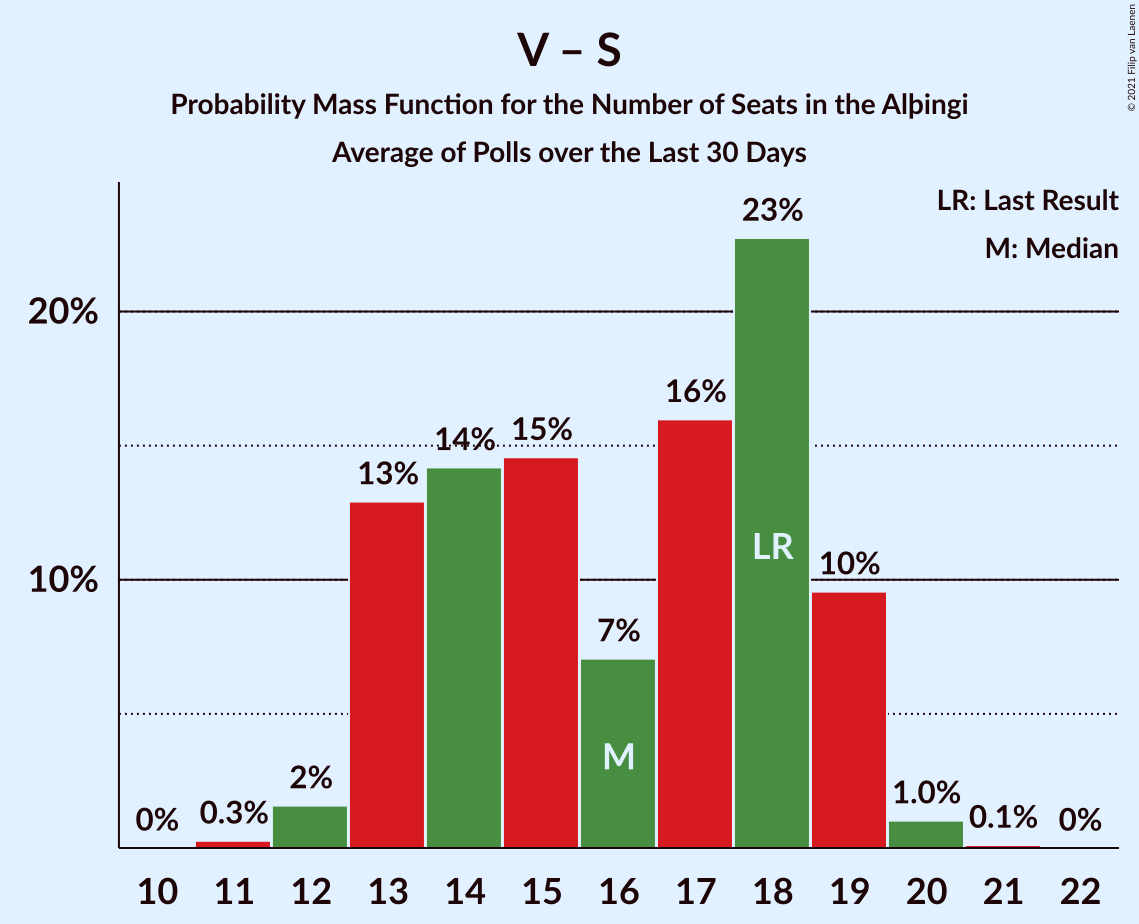 V – S
Probability Mass Function for the Number of Seats in the Alþingi
Average of Polls over the Last 30 Days
© 2021 Filip van Laenen
LR: Last Result
M: Median
20%
10%
0%
0.3%
2%
13%
14%
15%
7%
16%
23%
10%
1.0%
0.1%
0%
M
LR
10 11 12 13 14 15 16 17 18 19 20 21 22